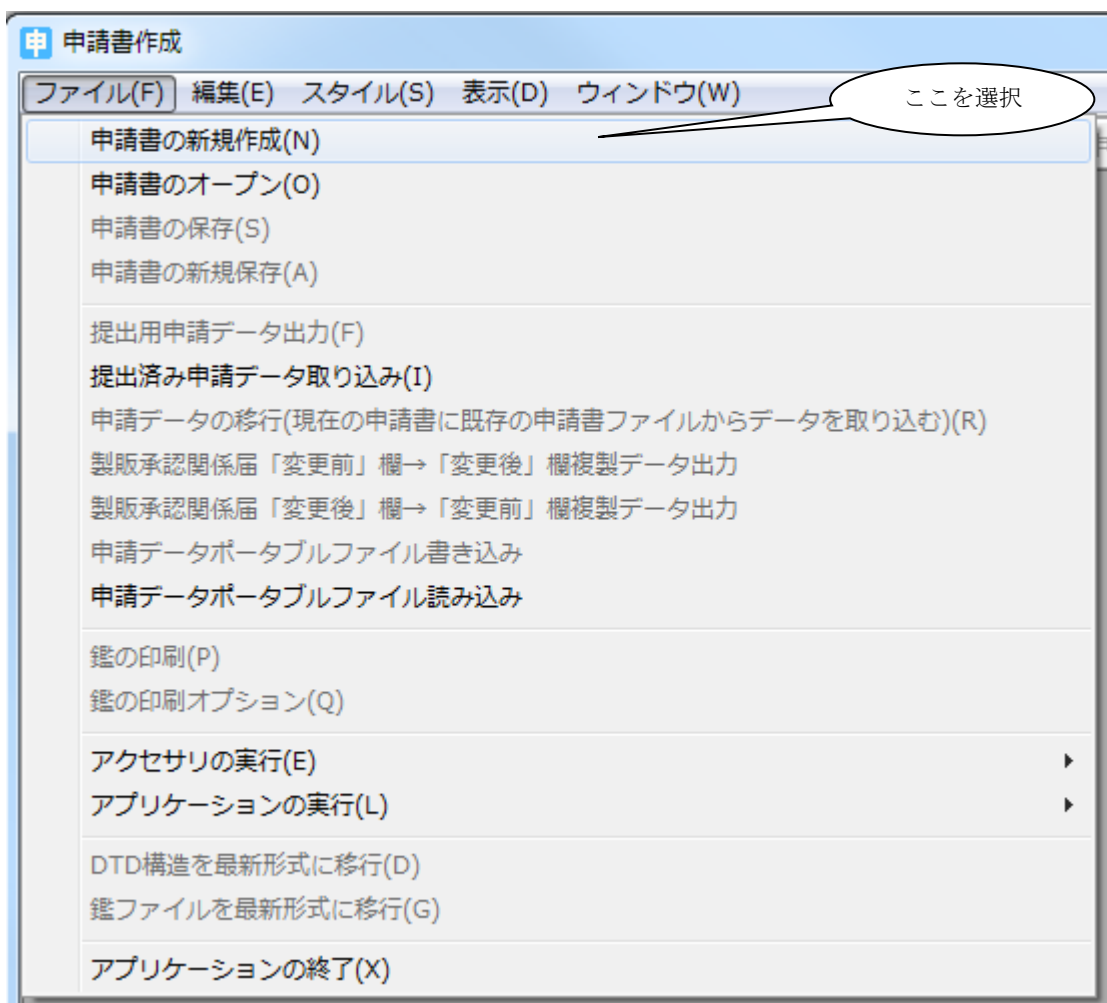 申 申請書作成
ファイル(F) 編集(E) スタイル(S) 表示(D) ウィンドウ(W)
ここを選択
申請書の新規作成(N)
申請書のオープン(O)
申請書の保存(S)
申請書の新規保存(A)
提出用申請データ出力(F)
提出済み申請データ取り込み(I)
申請データの移行(現在の申請書に既存の申請書ファイルからデータを取り込む)(R)
製販承認関係届「変更前」欄→「変更後」欄複製データ出力
製販承認関係届「変更後」欄→「変更前」欄複製データ出力
申請データポータブルファイル書き込み
申請データポータブルファイル読み込み
鑑の印刷(P)
鑑の印刷オプション(Q)
アクセサリの実行(E)
アプリケーションの実行(L)
DTD構造を最新形式に移行(D)
鑑ファイルを最新形式に移行(G)
アプリケーションの終了(X)